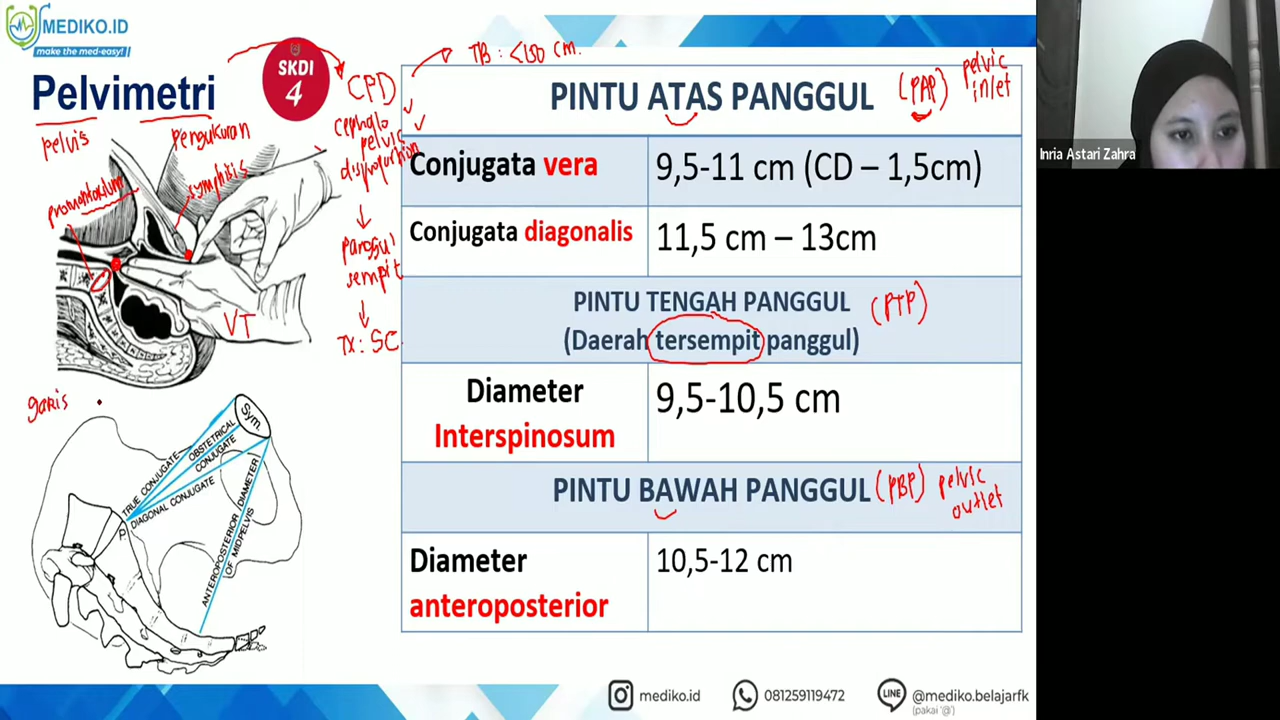 MEDIKO.ID
make the med-easy!
Pelvimetri
SKDI
4
pelvis
pengukuran
CPD
cephalo
pelvis
disproportion
panggul
sempit
Tx: SC
TB: <150 cm.
promontorium
symphisis
VT
garis
Sym.
TRUE CONJUGATE
OBSTETRICAL
CONJUGATE
DIAGONAL CONJUGATE
ANTEROPOSTERIOR DIAMETER
OF MIDPELVIS
P
PINTU ATAS PANGGUL (PAP) pelvic
inlet
Conjugata vera 9,5-11 cm (CD – 1,5cm)
Conjugata diagonalis 11,5 cm – 13cm
PINTU TENGAH PANGGUL (PTP)
(Daerah tersempit panggul)
Diameter
Interspinosum
9,5-10,5 cm
PINTU BAWAH PANGGUL (PBP) pelvic
outlet
Diameter
anteroposterior
10,5-12 cm
Inria Astari Zahra
mediko.id
081259119472
LINE
@mediko.belajarfk
(pakai '@')